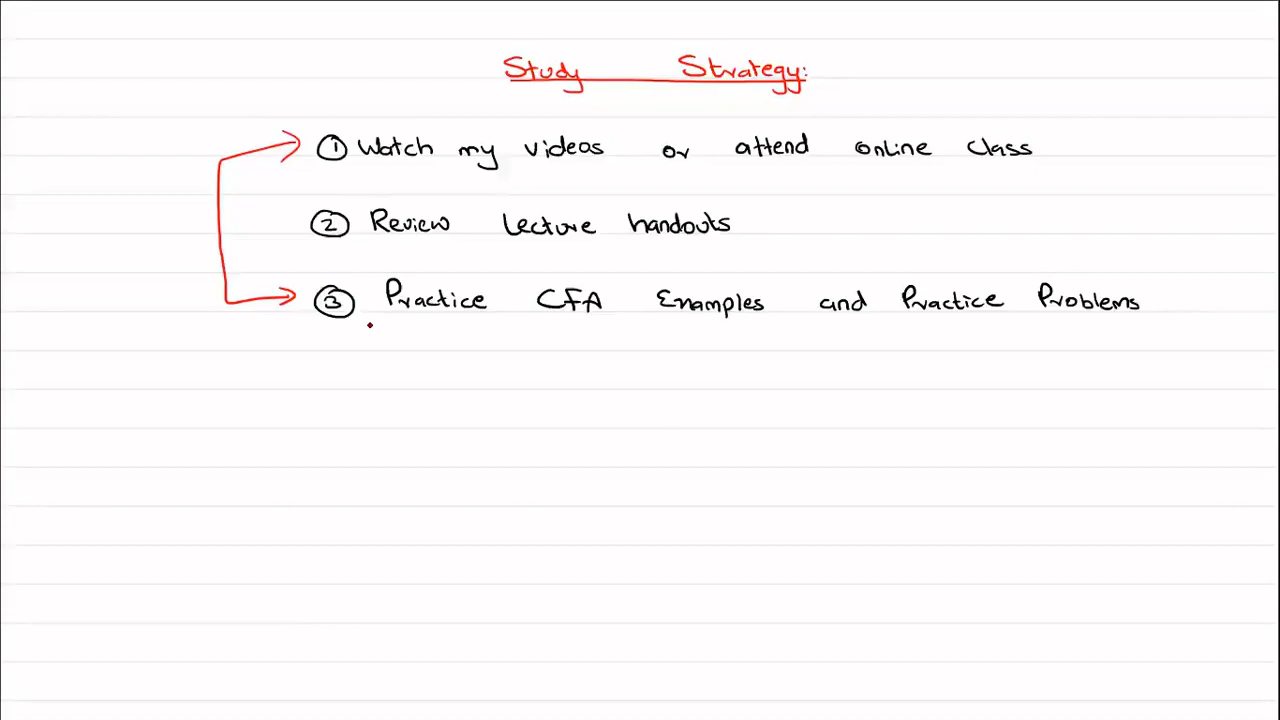 Study Strategy:
① Watch my videos or attend online class
② Review Lecture handouts
③ Practice CFA Examples and Practice Problems